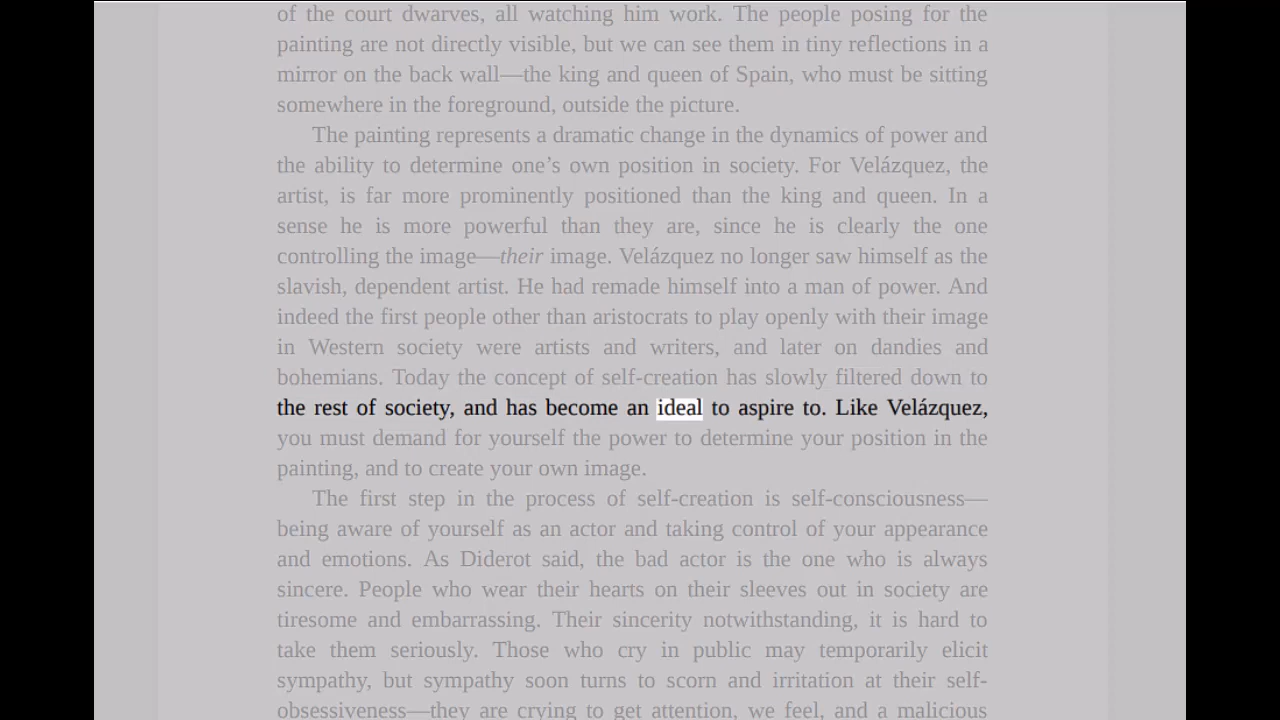 of the court dwarves, all watching him work. The people posing for the
painting are not directly visible, but we can see them in tiny reflections in a
mirror on the back wall—the king and queen of Spain, who must be sitting
somewhere in the foreground, outside the picture.
The painting represents a dramatic change in the dynamics of power and
the ability to determine one’s own position in society. For Velázquez, the
artist, is far more prominently positioned than the king and queen. In a
sense he is more powerful than they are, since he is clearly the one
controlling the image—their image. Velázquez no longer saw himself as the
slavish, dependent artist. He had remade himself into a man of power. And
indeed the first people other than aristocrats to play openly with their image
in Western society were artists and writers, and later on dandies and
bohemians. Today the concept of self-creation has slowly filtered down to
the rest of society, and has become an ideal to aspire to. Like Velázquez,
you must demand for yourself the power to determine your position in the
painting, and to create your own image.
The first step in the process of self-creation is self-consciousness—
being aware of yourself as an actor and taking control of your appearance
and emotions. As Diderot said, the bad actor is the one who is always
sincere. People who wear their hearts on their sleeves out in society are
tiresome and embarrassing. Their sincerity notwithstanding, it is hard to
take them seriously. Those who cry in public may temporarily elicit
sympathy, but sympathy soon turns to scorn and irritation at their self-
obsessiveness—they are crying to get attention, we feel, and a malicious